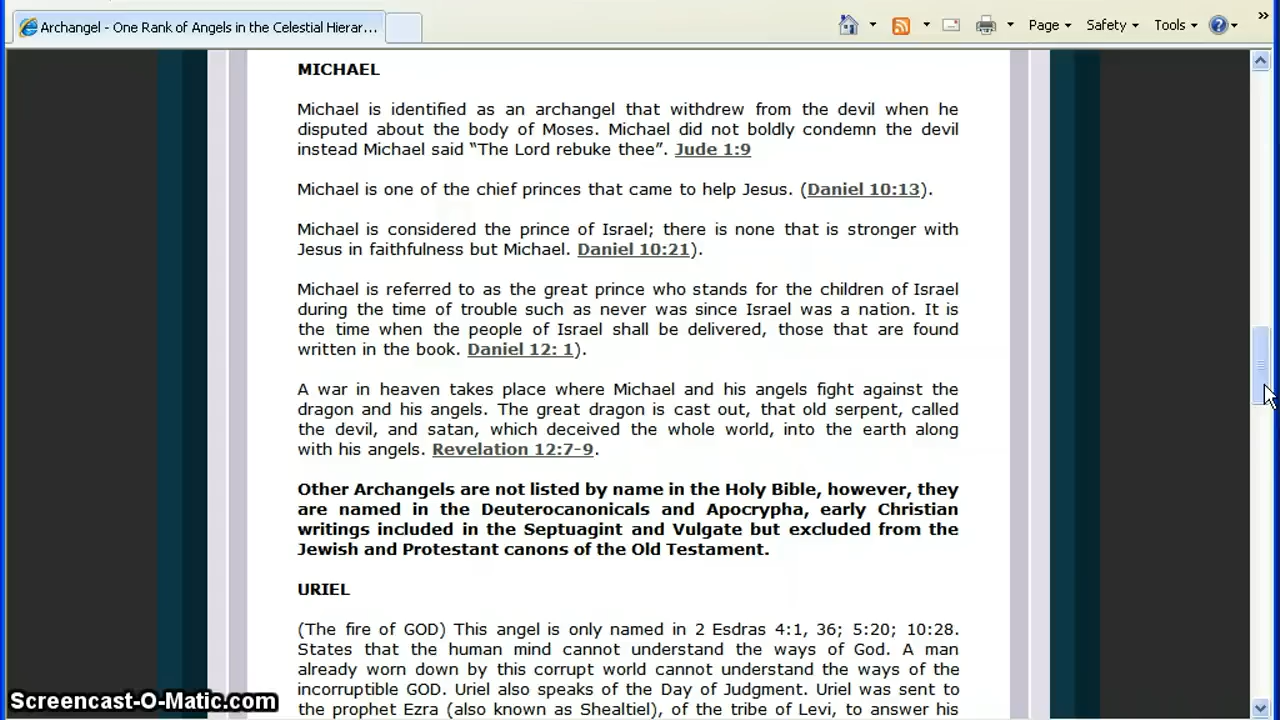 Archangel - One Rank of Angels in the Celestial Hierar...
Page Safety Tools
MICHAEL
Michael is identified as an archangel that withdrew from the devil when he
disputed about the body of Moses. Michael did not boldly condemn the devil
instead Michael said “The Lord rebuke thee”. Jude 1:9
Michael is one of the chief princes that came to help Jesus. (Daniel 10:13).
Michael is considered the prince of Israel; there is none that is stronger with
Jesus in faithfulness but Michael. Daniel 10:21).
Michael is referred to as the great prince who stands for the children of Israel
during the time of trouble such as never was since Israel was a nation. It is
the time when the people of Israel shall be delivered, those that are found
written in the book. Daniel 12: 1).
A war in heaven takes place where Michael and his angels fight against the
dragon and his angels. The great dragon is cast out, that old serpent, called
the devil, and satan, which deceived the whole world, into the earth along
with his angels. Revelation 12:7-9.
Other Archangels are not listed by name in the Holy Bible, however, they
are named in the Deuterocanonicals and Apocrypha, early Christian
writings included in the Septuagint and Vulgate but excluded from the
Jewish and Protestant canons of the Old Testament.
URIEL
(The fire of GOD) This angel is only named in 2 Esdras 4:1, 36; 5:20; 10:28.
States that the human mind cannot understand the ways of God. A man
already worn down by this corrupt world cannot understand the ways of the
incorruptible GOD. Uriel also speaks of the Day of Judgment. Uriel was sent to
the prophet Ezra (also known as Shealtiel), of the tribe of Levi, to answer his
Screencast-O-Matic.com